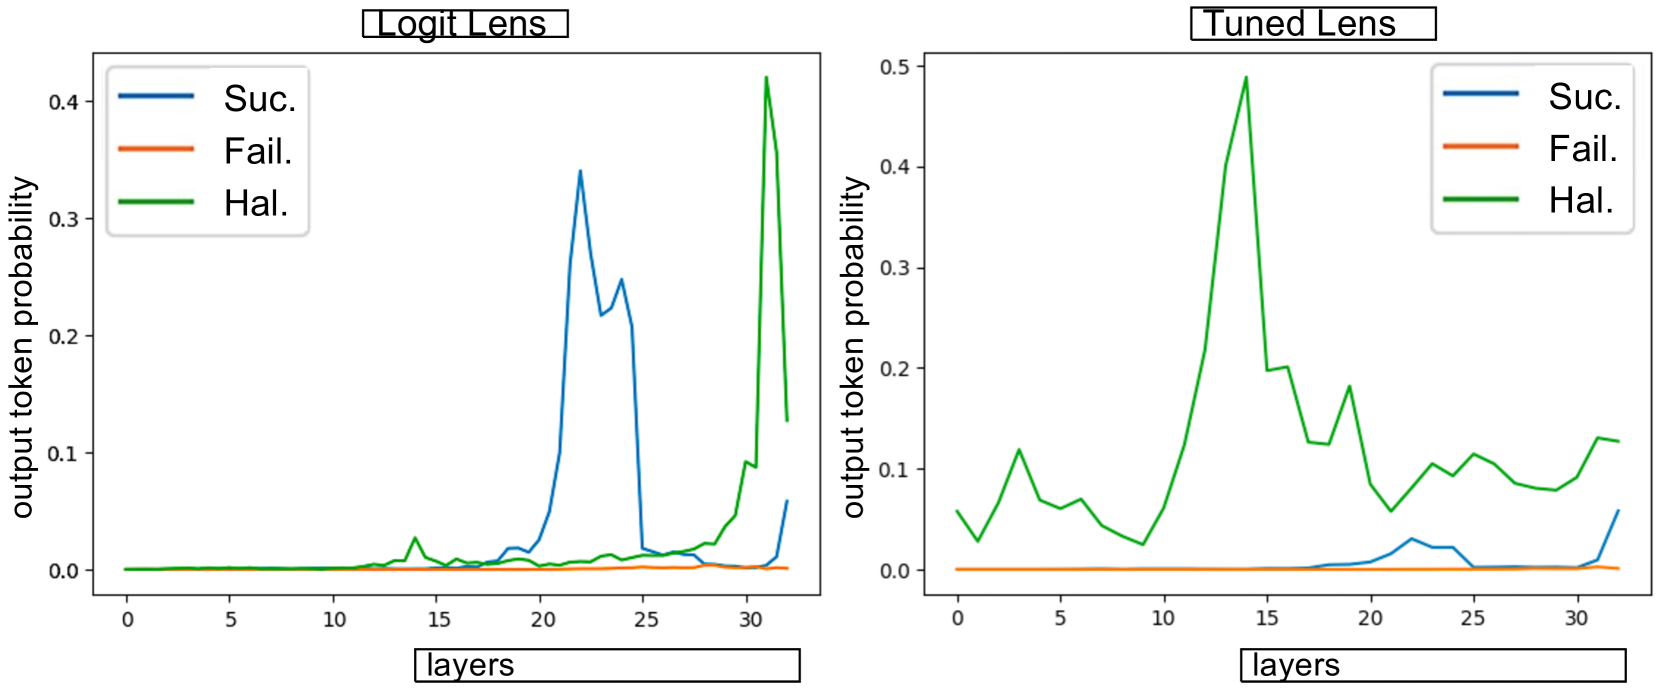 Logit Lens
Suc.
Fail.
Hal.
output token probability
0.4
0.3
0.2
0.1
0.0
0 5 10 15 20 25 30
layers
Tuned Lens
Suc.
Fail.
Hal.
output token probability
0.5
0.4
0.3
0.2
0.1
0.0
0 5 10 15 20 25 30
layers